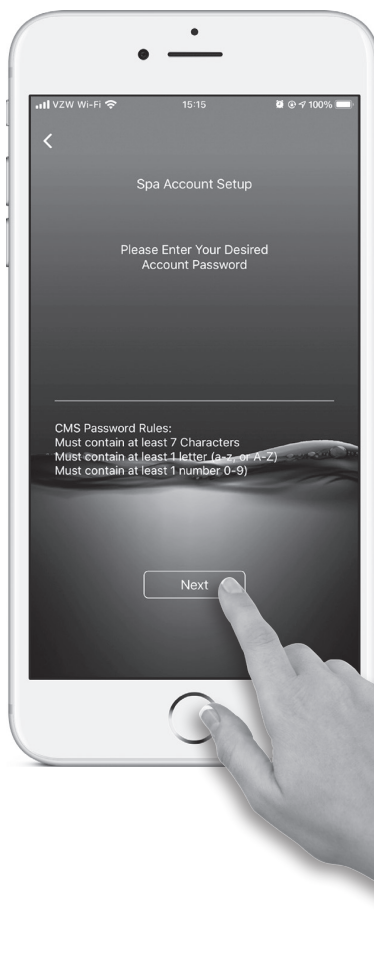 VZW Wi-Fi 15:15 100%
Spa Account Setup
Please Enter Your Desired
Account Password
CMS Password Rules:
Must contain at least 7 Characters
Must contain at least 1 letter (a-z, or A-Z)
Must contain at least 1 number 0-9)
Next